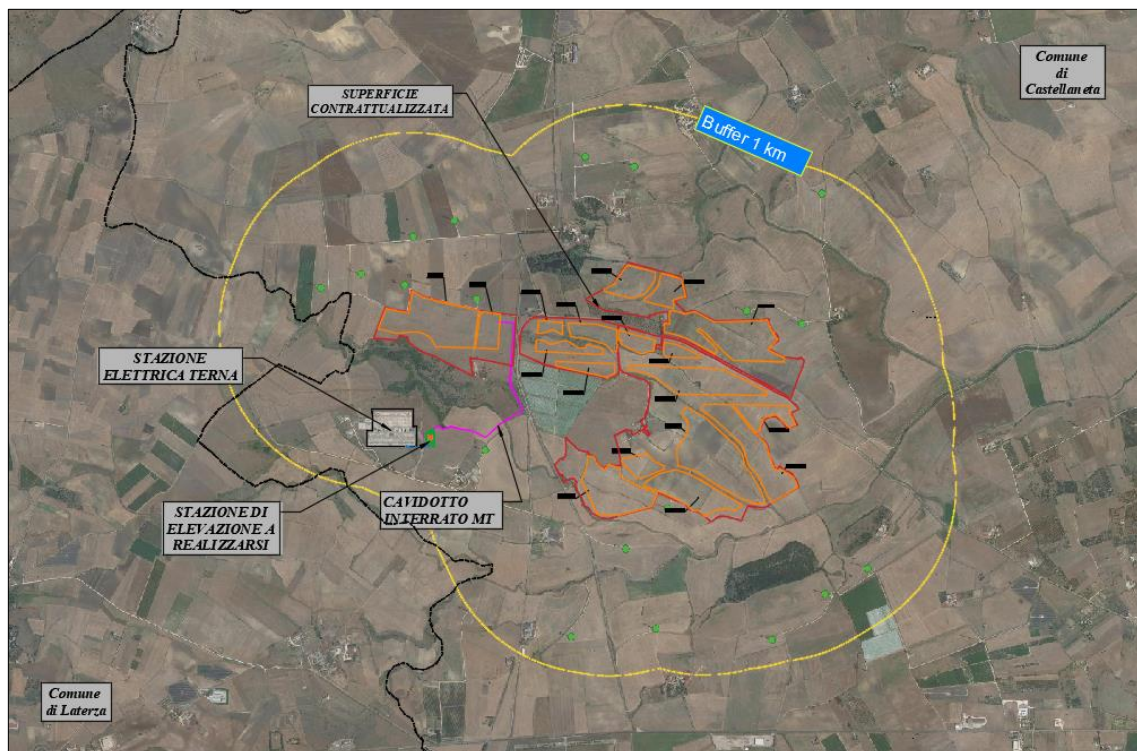 Comune
di
Castellaneta
SUPERFICIE
CONTRATTUALIZZATA
Buffer 1 km
STAZIONE
ELETTRICA TERNA
STAZIONE DI
ELEVAZIONE A
REALIZZARSI
CAVIDOTTO
INTERRATO MT
Comune
di Laterza